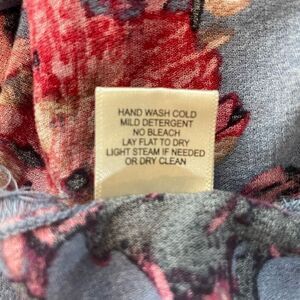 HAND WASH COLD
MILD DETERGENT
NO BLEACH
LAY FLAT TO DRY
LIGHT STEAM IF NEEDED
OR DRY CLEAN